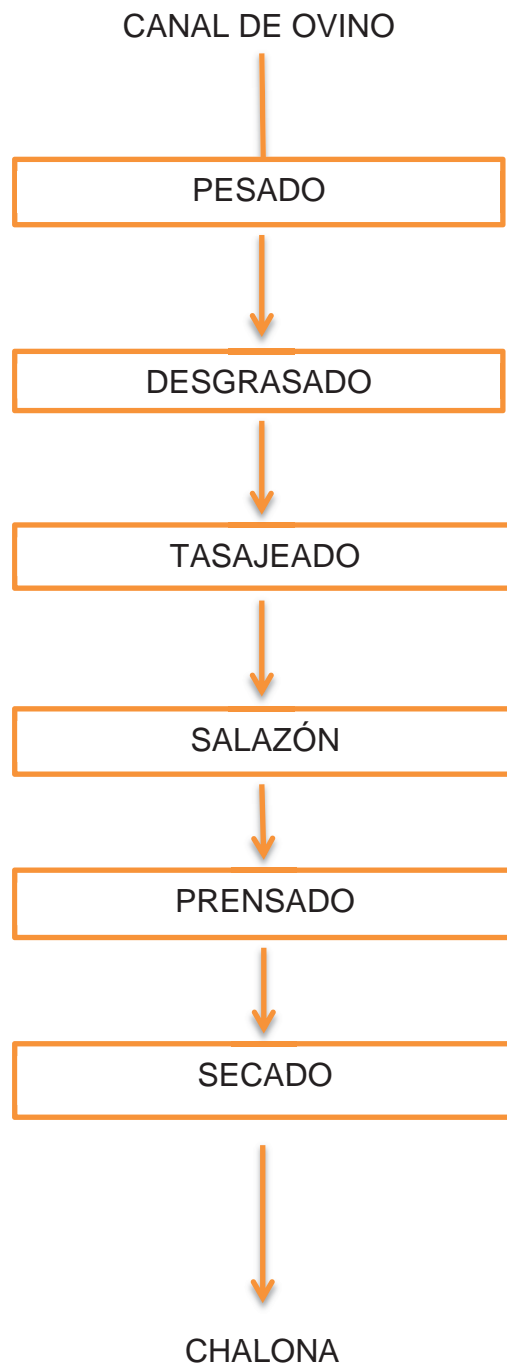 CANAL DE OVINO
PESADO
DESGRASADO
TASAJEADO
SALAZÓN
PRENSADO
SECADO
CHALONA